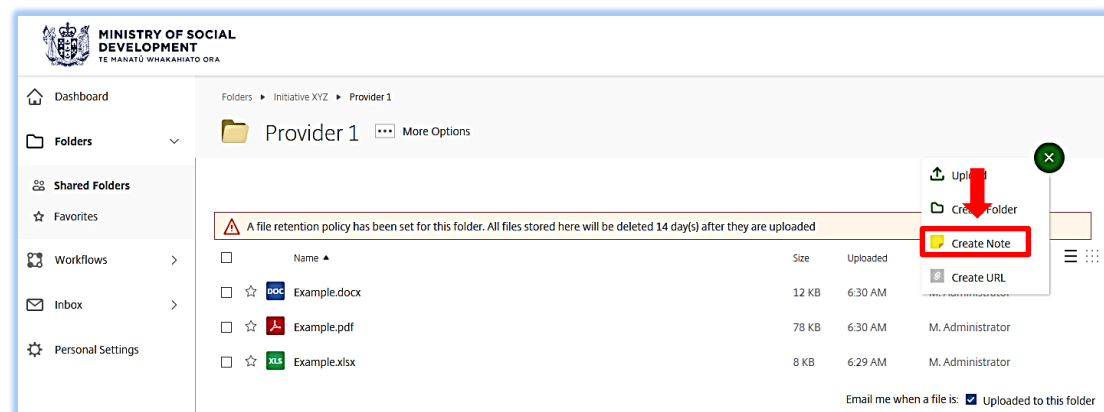 MINISTRY OF SOCIAL
DEVELOPMENT
TE MANATŪ WHAKAHIATO ORA
Dashboard
Folders
Shared Folders
Favorites
Workflows
Inbox
Personal Settings
Folders ▸ Initiative XYZ ▸ Provider 1
Provider 1 ••• More Options
Upload
Create Folder
Create Note
Create URL
A file retention policy has been set for this folder. All files stored here will be deleted 14 day(s) after they are uploaded
Name ▲ Size Uploaded
DOC Example.docx 12 KB 6:30 AM M. Administrator
Example.pdf 78 KB 6:30 AM M. Administrator
XLS Example.xlsx 8 KB 6:29 AM M. Administrator
Email me when a file is: Uploaded to this folder